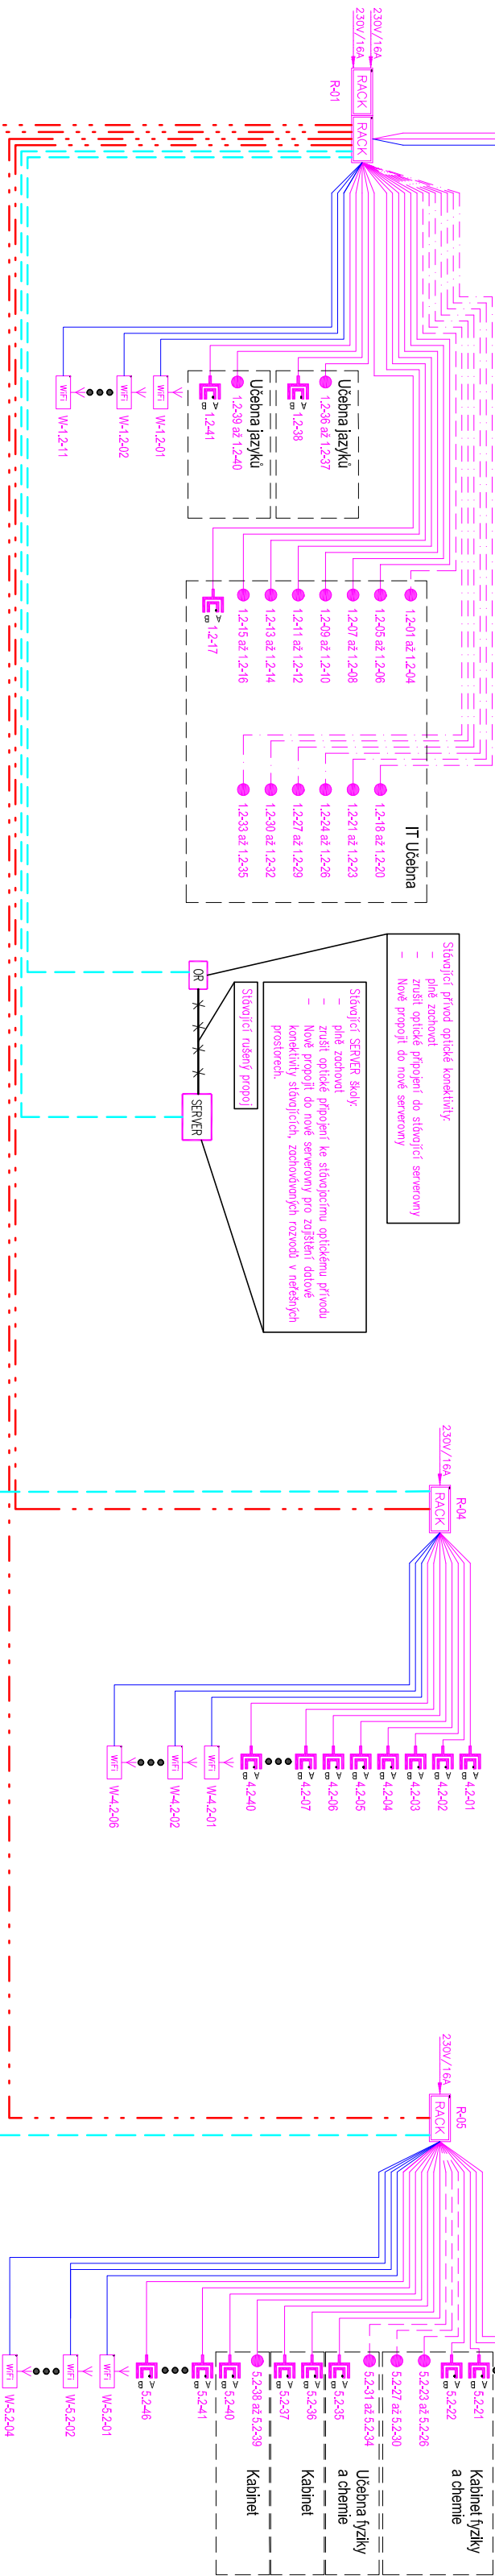 230V/16A
230V/16A
R-01
RACK
RACK
Učebna jazyků
1.2-36 až 1.2-37
A
B
1.2-38
Učebna jazyků
1.2-39 až 1.2-40
A
B
1.2-41
WiFi
W-1.2-01
WiFi
W-1.2-02
WiFi
W-1.2-11
IT Učebna
1.2-01 až 1.2-04
1.2-05 až 1.2-06
1.2-07 až 1.2-08
1.2-09 až 1.2-10
1.2-11 až 1.2-12
1.2-13 až 1.2-14
1.2-15 až 1.2-16
A
B
1.2-17
1.2-18 až 1.2-20
1.2-21 až 1.2-23
1.2-24 až 1.2-26
1.2-27 až 1.2-29
1.2-30 až 1.2-32
1.2-33 až 1.2-35
Stávající přívod optické konektivity:
- plně zachovat
- zrušit optické připojení do stávající serverovny
- Nově propojit do nové serverovny
Stávající SERVER školy:
- plně zachovat
- zrušit optické připojení ke stávajacímu optickému přívodu
- Nově propojit do nové serverovny pro zajištění datové
konektivity stávajících, zachovávaných rozvodů v neřešných
prostorech.
Stávající rušený propoj
OR
SERVER
230V/16A
R-04
RACK
A
B
4.2-01
A
B
4.2-02
A
B
4.2-03
A
B
4.2-04
A
B
4.2-05
A
B
4.2-06
A
B
4.2-07
A
B
4.2-40
WiFi
W-4.2-01
WiFi
W-4.2-02
WiFi
W-4.2-06
230V/16A
R-05
RACK
A
B
5.2-21
A
B
5.2-22
5.2-23 až 5.2-26
5.2-27 až 5.2-30
Kabinet fyziky
a chemie
5.2-31 až 5.2-34
A
B
5.2-35
Učebna fyziky
a chemie
A
B
5.2-36
A
B
5.2-37
Kabinet
5.2-38 až 5.2-39
A
B
5.2-40
Kabinet
A
B
5.2-41
A
B
5.2-46
WiFi
W-5.2-01
WiFi
W-5.2-02
WiFi
W-5.2-04